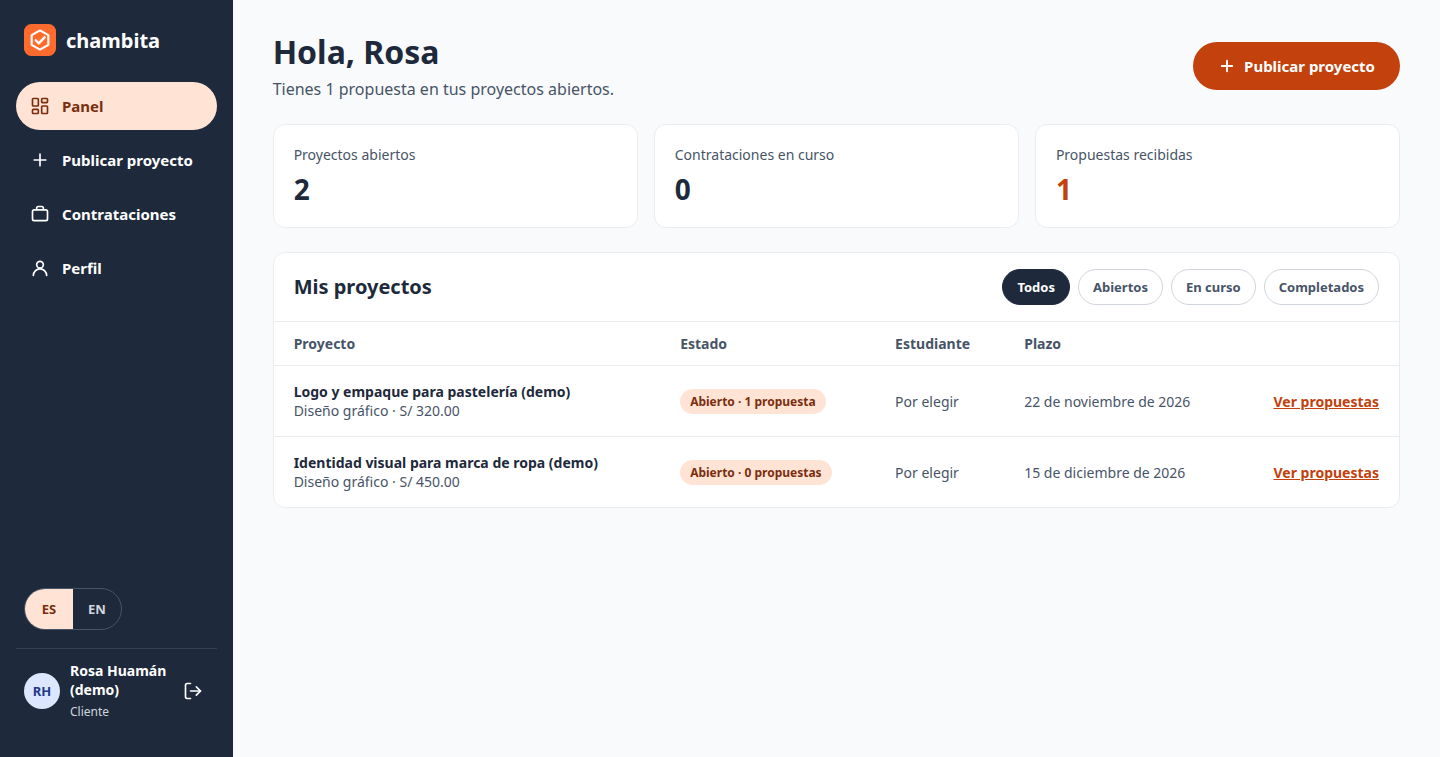 chambita
Panel
Publicar proyecto
Contrataciones
Perfil
ES EN
RH
Rosa Huamán
(demo)
Cliente
Hola, Rosa
Tienes 1 propuesta en tus proyectos abiertos.
Publicar proyecto
Proyectos abiertos
2
Contrataciones en curso
0
Propuestas recibidas
1
Mis proyectos
Todos Abiertos En curso Completados
Proyecto Estado Estudiante Plazo
Logo y empaque para pastelería (demo)
Diseño gráfico · S/ 320.00
Abierto · 1 propuesta Por elegir 22 de noviembre de 2026 Ver propuestas
Identidad visual para marca de ropa (demo)
Diseño gráfico · S/ 450.00
Abierto · 0 propuestas Por elegir 15 de diciembre de 2026 Ver propuestas